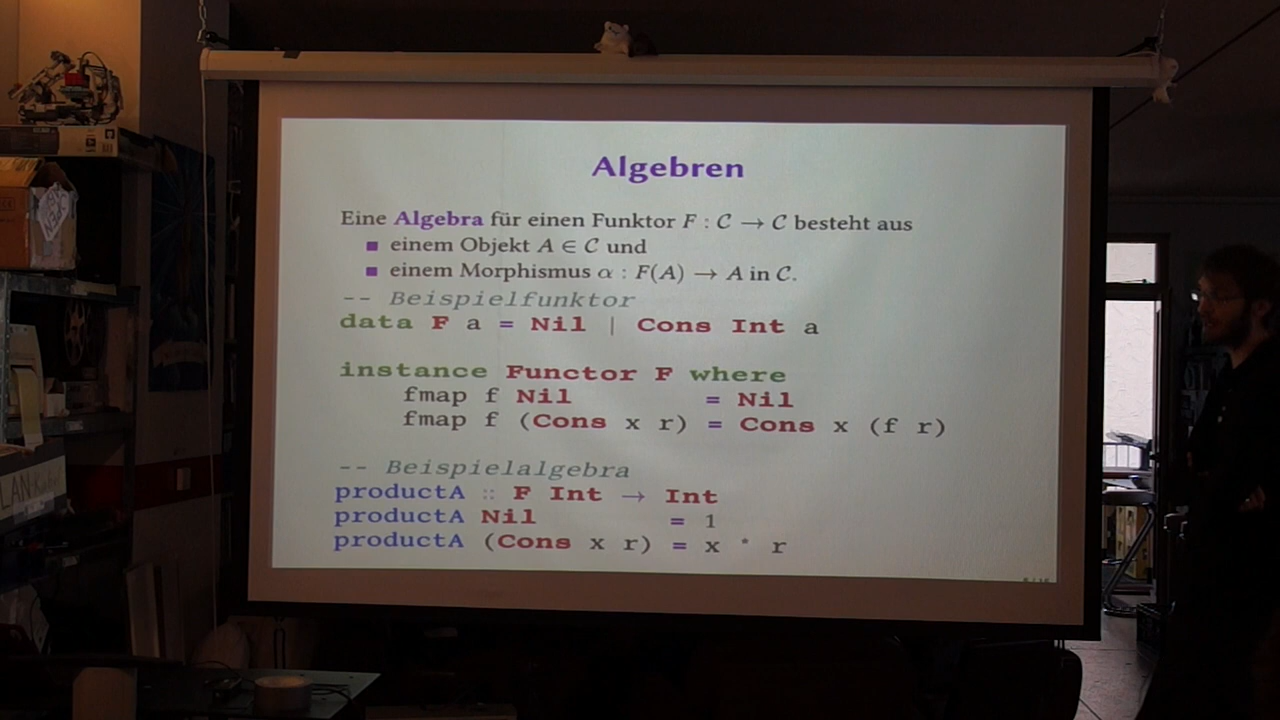 Algebren
Eine Algebra für einen Funktor F : C → C besteht aus
■ einem Objekt A ∈ C und
■ einem Morphismus α : F(A) → A in C.
-- Beispielfunktor
data F a = Nil | Cons Int a
instance Functor F where
fmap f Nil = Nil
fmap f (Cons x r) = Cons x (f r)
-- Beispielalgebra
productA :: F Int → Int
productA Nil = 1
productA (Cons x r) = x * r
LAN